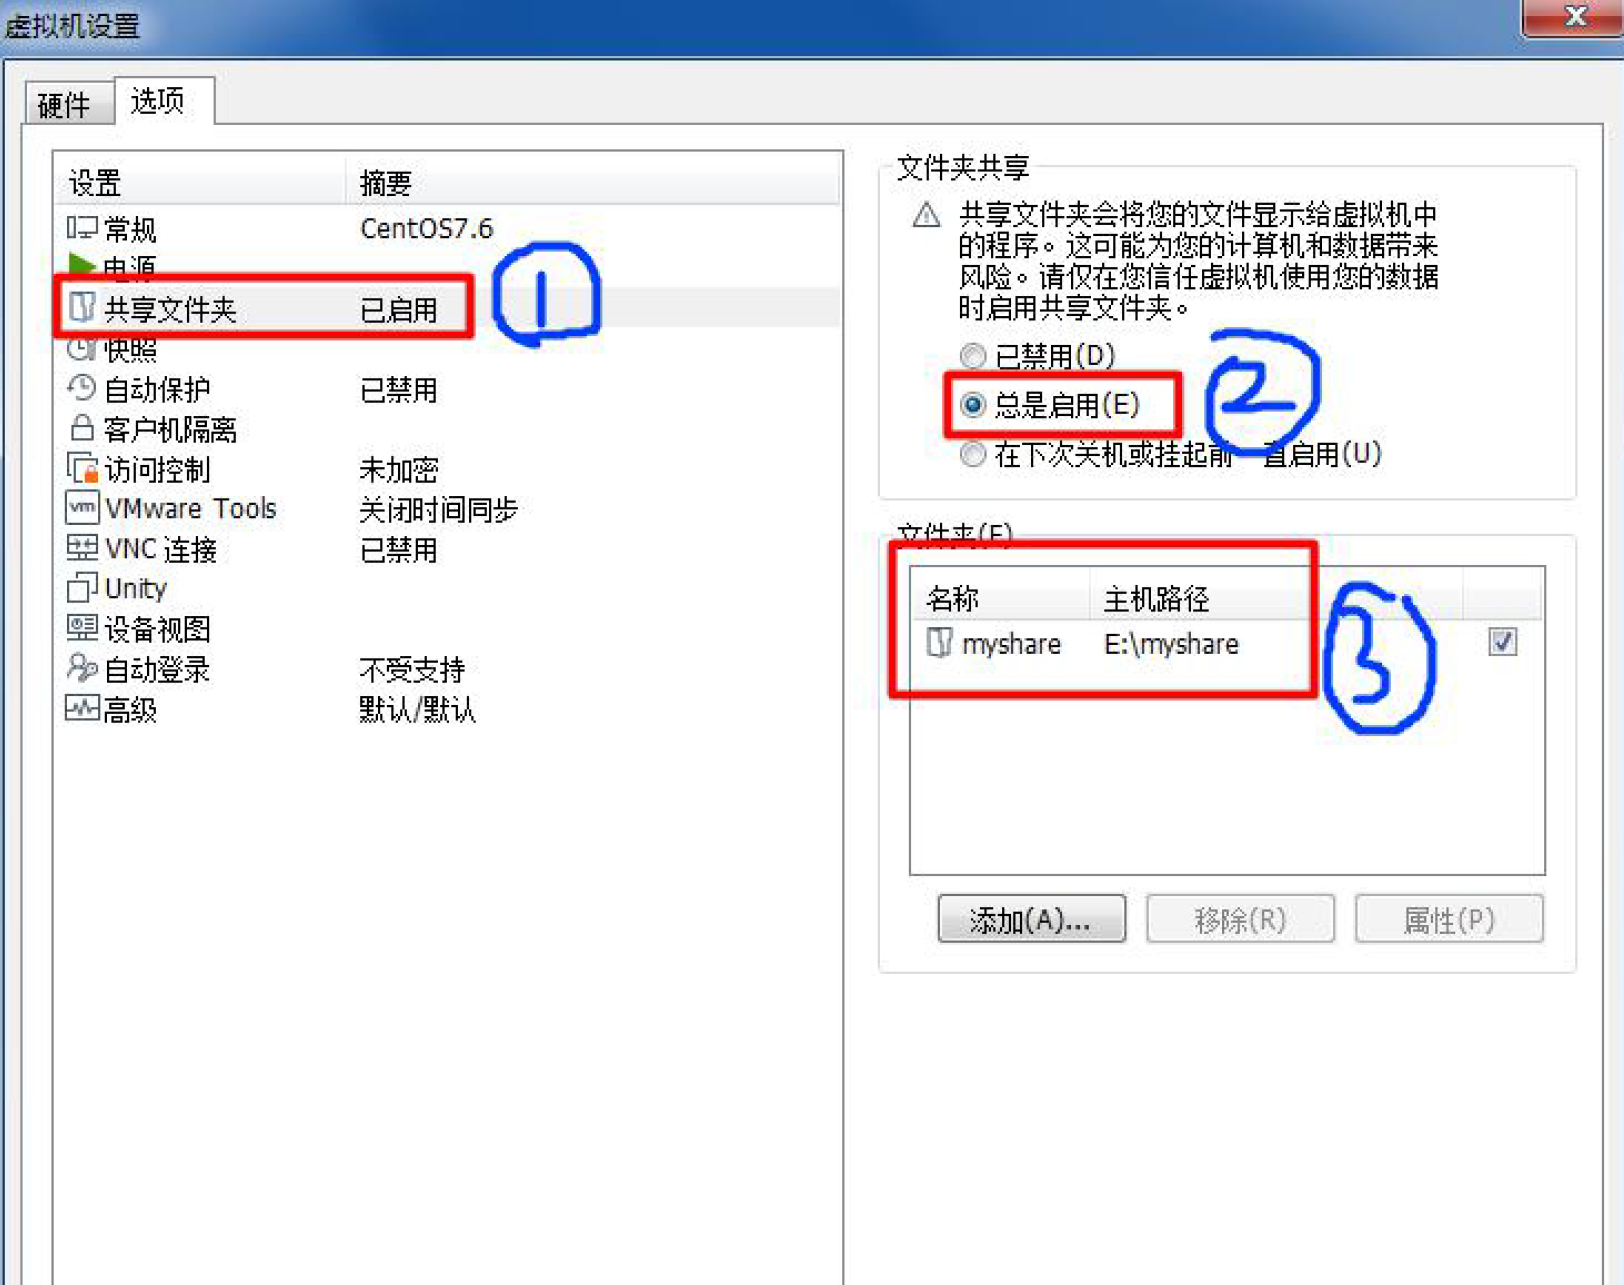 虚拟机设置
硬件 选项
设置 摘要
常规 CentOS7.6
电源
共享文件夹 已启用
快照
自动保护 已禁用
客户机隔离
访问控制 未加密
VMware Tools 关闭时间同步
VNC 连接 已禁用
Unity
设备视图
自动登录 不受支持
高级 默认/默认
1
文件夹共享
共享文件夹会将您的文件显示给虚拟机中
的程序。这可能为您的计算机和数据带来
风险。请仅在您信任虚拟机使用您的数据
时启用共享文件夹。
已禁用(D)
总是启用(E)
2
在下次关机或挂起前一直启用(U)
文件夹(F)
名称 主机路径
myshare E:\myshare
3
添加(A)... 移除(R) 属性(P)